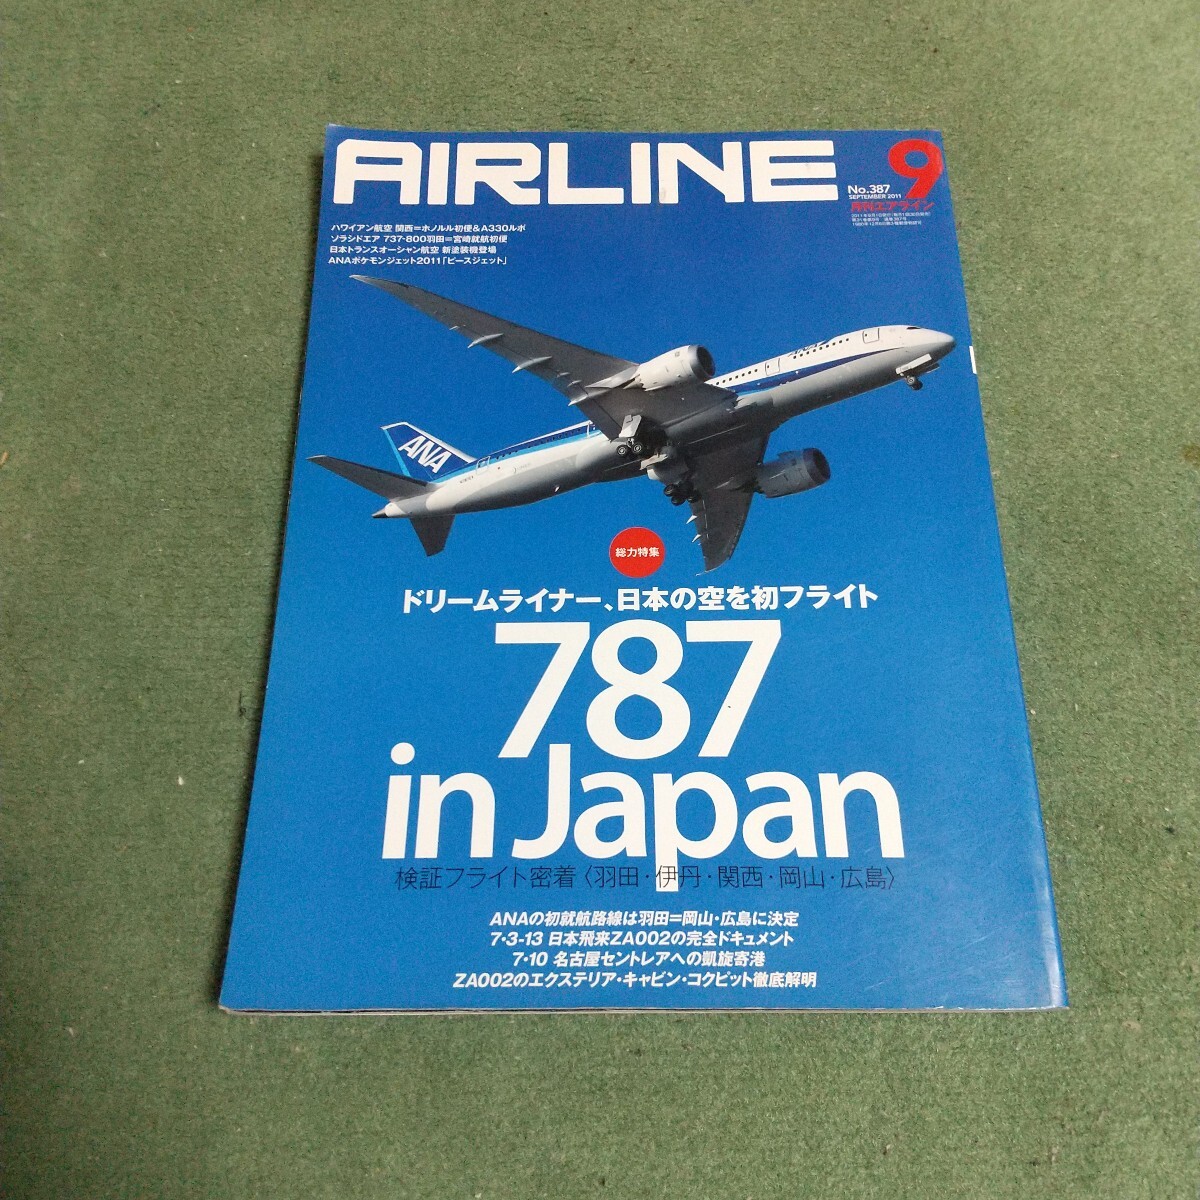 AIRLINE
9
No.387
SEPTEMBER 2011
月刊エアライン
ハワイアン航空 関西=ホノルル初便&A330ルポ
ソラシドエア 737-800羽田=宮崎就航初便
日本トランスオーシャン航空 新塗装機登場
ANAポケモンジェット2011「ピースジェット」
ANA
ANA
総力特集
ドリームライナー、日本の空を初フライト
787
in Japan
検証フライト密着〈羽田・伊丹・関西・岡山・広島〉
ANAの初就航路線は羽田=岡山・広島に決定
7・3-13 日本飛来ZA002の完全ドキュメント
7・10 名古屋セントレアへの凱旋寄港
ZA002のエクステリア・キャビン・コクピット徹底解明